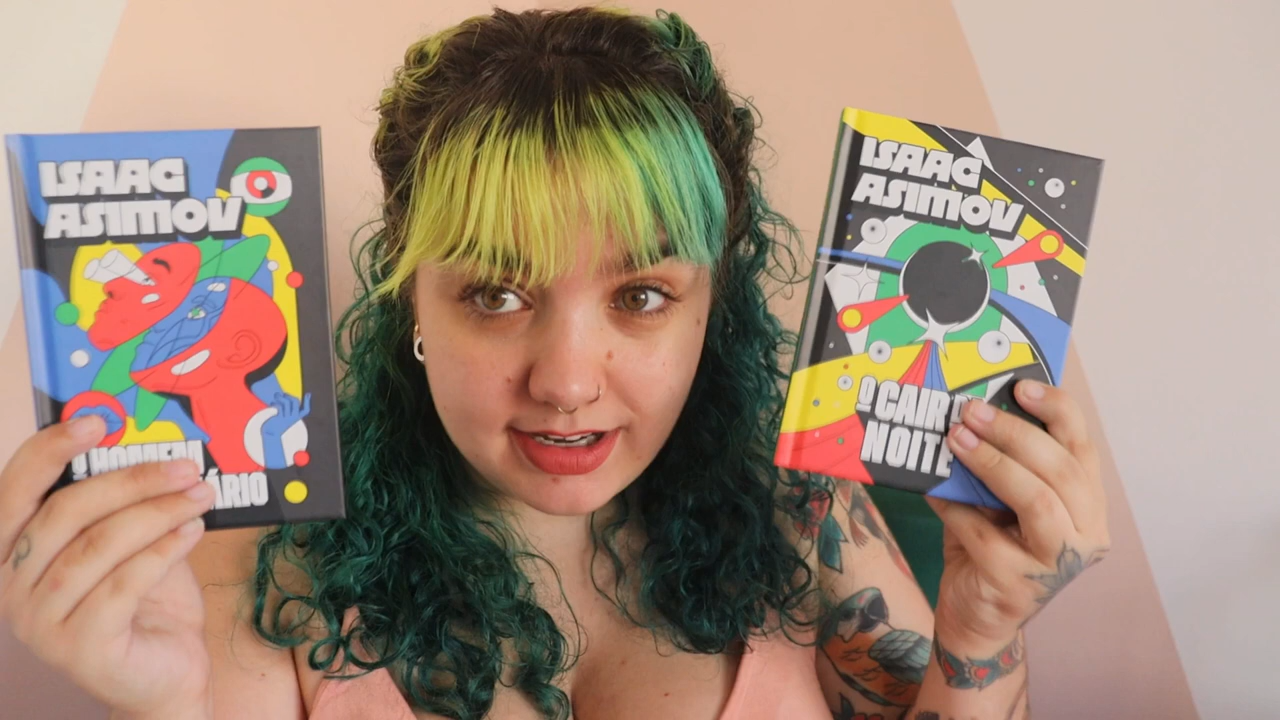 ISAAC
ASIMOV
O HOMEM
ISAAC
ASIMOV
O CAIR
NOITE